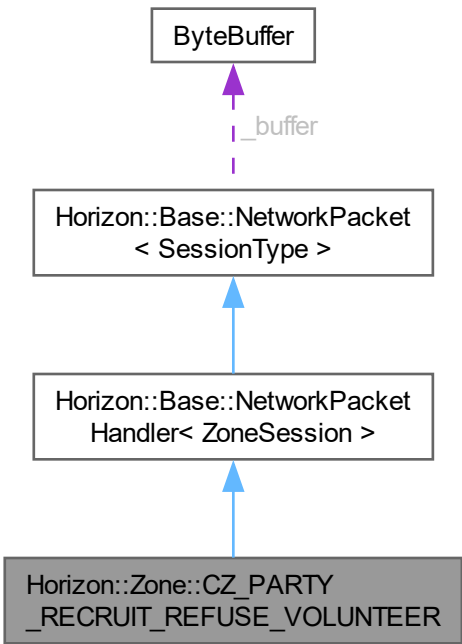 ByteBuffer
_buffer
Horizon::Base::NetworkPacket
< SessionType >
Horizon::Base::NetworkPacket
Handler< ZoneSession >
Horizon::Zone::CZ_PARTY
_RECRUIT_REFUSE_VOLUNTEER